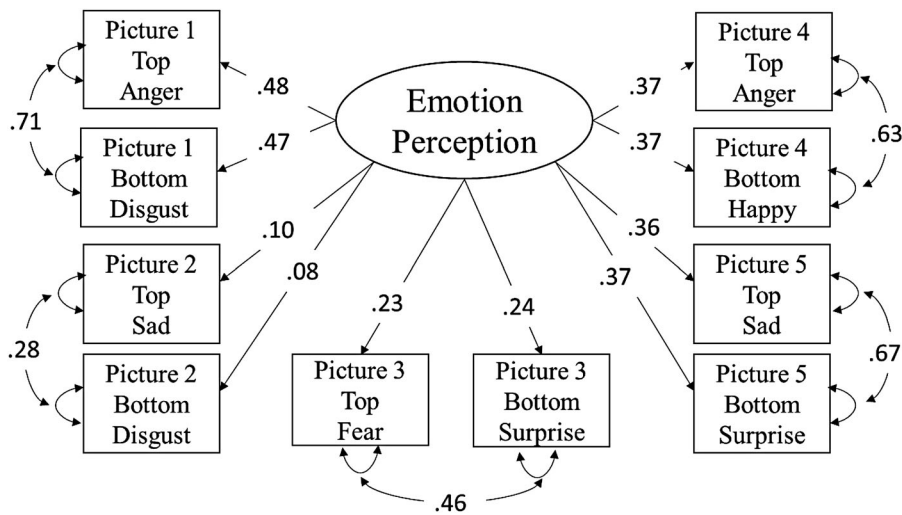 Picture 1
Top
Anger
Picture 1
Bottom
Disgust
.71
Picture 2
Top
Sad
Picture 2
Bottom
Disgust
.28
Emotion
Perception
.48
.47
.10
.08
.23
.24
.37
.37
.36
.37
Picture 3
Top
Fear
Picture 3
Bottom
Surprise
.46
Picture 4
Top
Anger
Picture 4
Bottom
Happy
.63
Picture 5
Top
Sad
Picture 5
Bottom
Surprise
.67